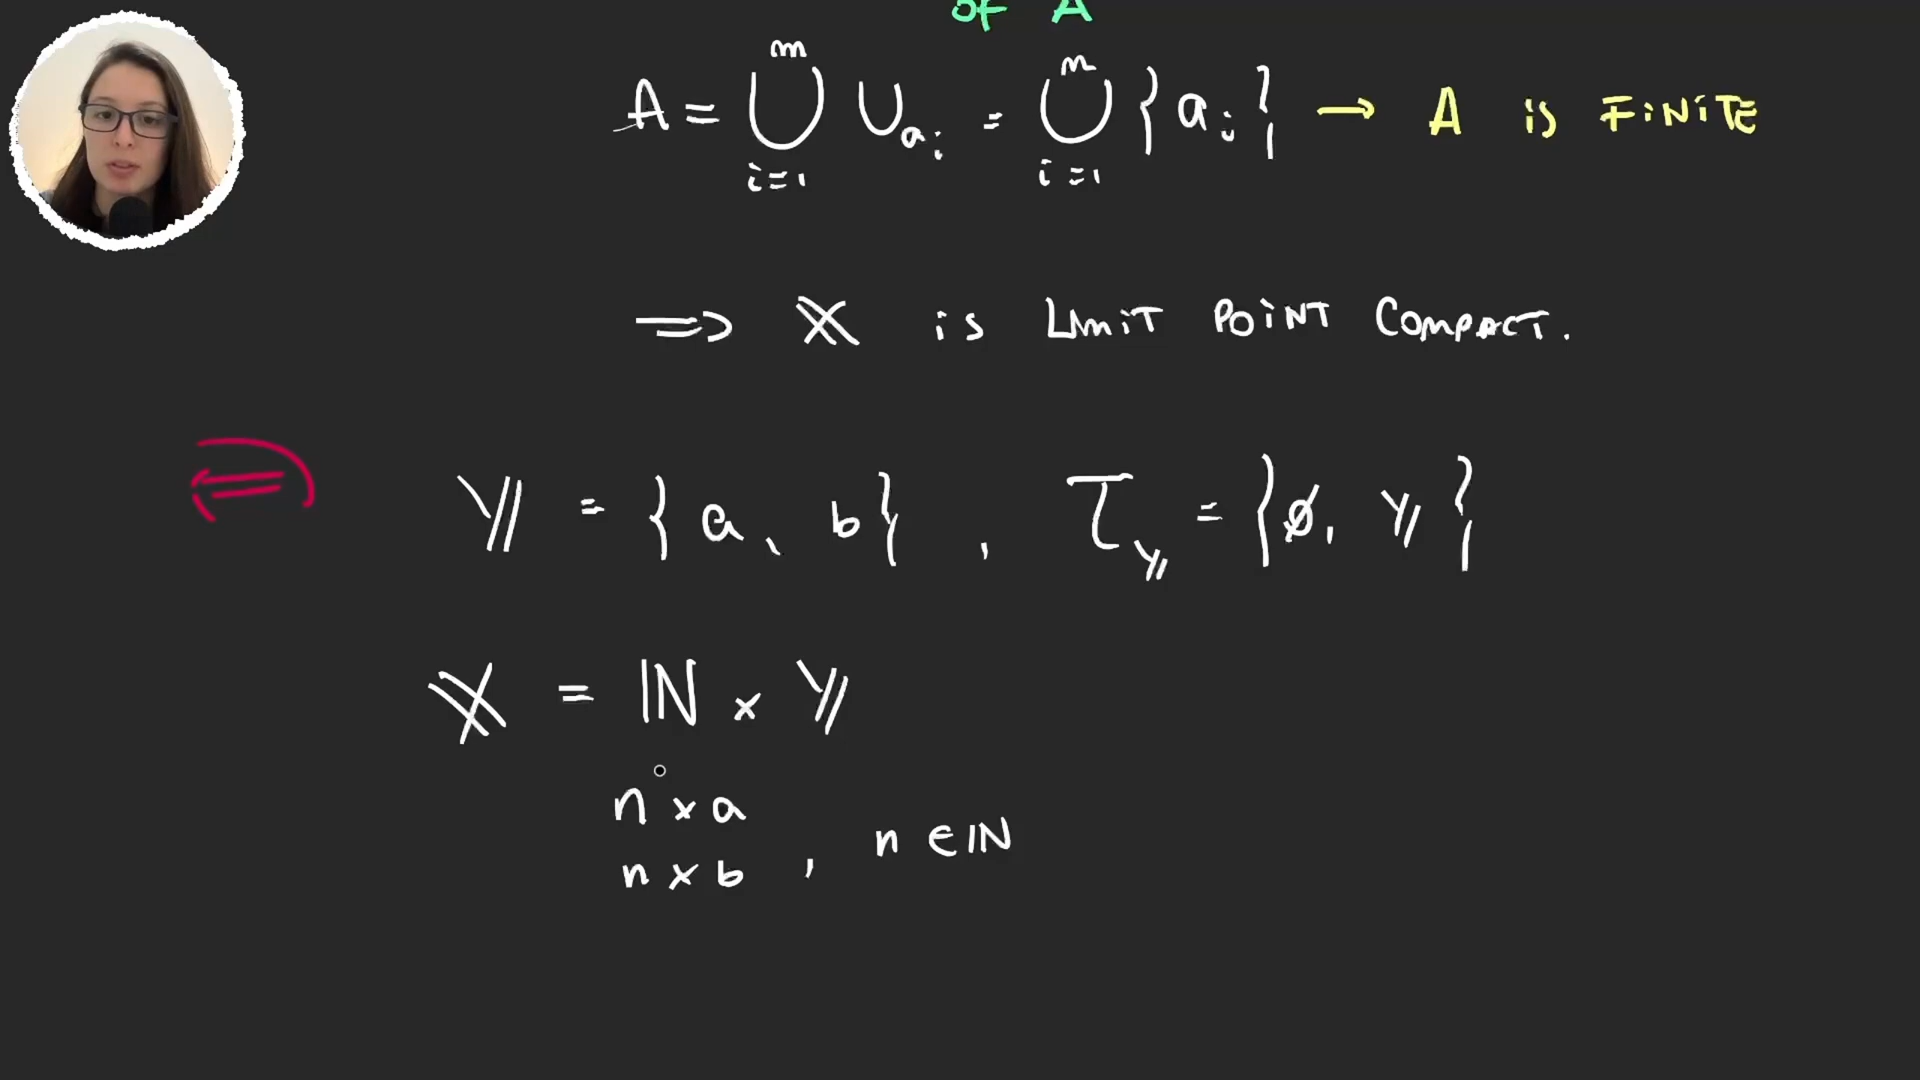 of A
A = ⋃_{i=1}^{m} U_{a_i} = ⋃_{i=1}^{m} {a_i} → A is FINITE
⟹ 𝕏 is LIMIT POINT COMPACT.
⟸ 𝕐 = {a, b} , τ_𝕐 = {∅, 𝕐}
𝕏 = ℕ × 𝕐
n × a
n × b , n ∈ ℕ